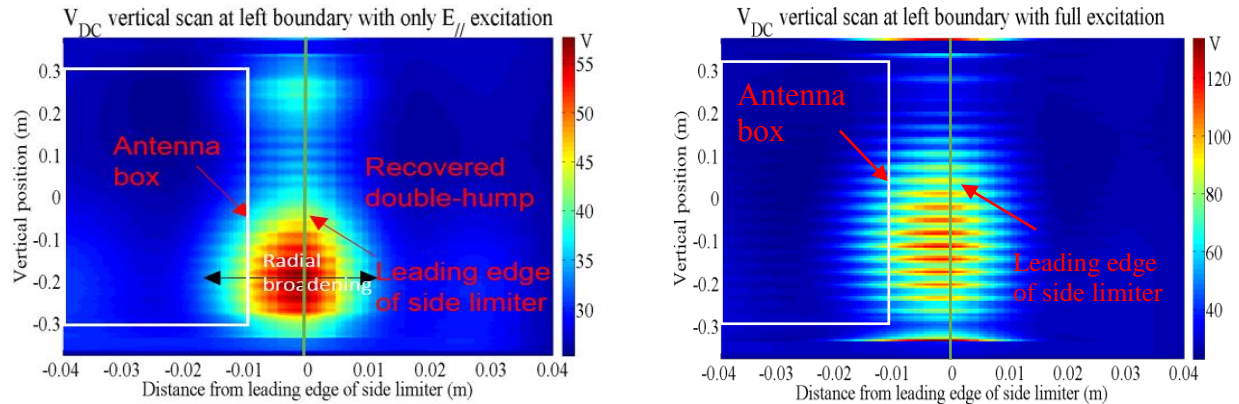 V_DC vertical scan at left boundary with only E_// excitation
V
0.3
0.2
0.1
0
-0.1
-0.2
-0.3
Vertical position (m)
Antenna
box
Recovered
double-hump
Radial
broadening
Leading edge
of side limiter
55
50
45
40
35
30
-0.04 -0.03 -0.02 -0.01 0 0.01 0.02 0.03 0.04
Distance from leading edge of side limiter (m)
V_DC vertical scan at left boundary with full excitation
V
0.3
0.2
0.1
0
-0.1
-0.2
-0.3
Vertical position (m)
Antenna
box
Leading edge
of side limiter
120
100
80
60
40
-0.04 -0.03 -0.02 -0.01 0 0.01 0.02 0.03 0.04
Distance from leading edge of side limiter (m)